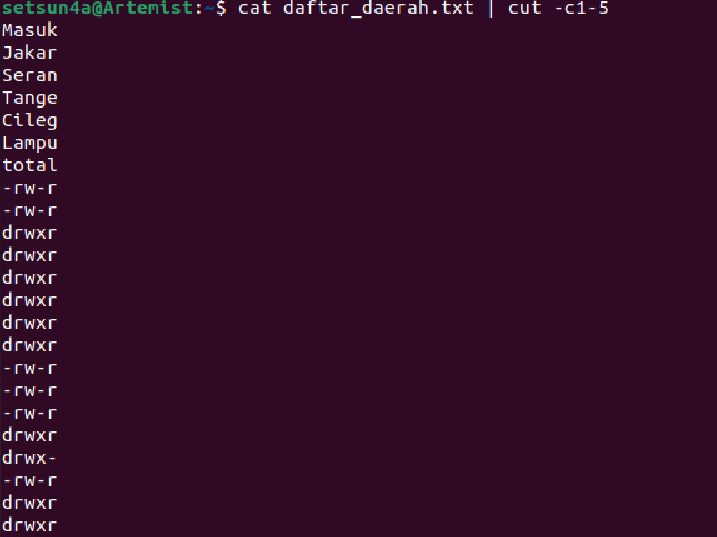 setsun4a@Artemist:~$ cat daftar_daerah.txt | cut -c1-5
Masuk
Jakar
Seran
Tange
Cileg
Lampu
total
-rw-r
-rw-r
drwxr
drwxr
drwxr
drwxr
drwxr
drwxr
-rw-r
-rw-r
-rw-r
drwxr
drwx-
-rw-r
drwxr
drwxr